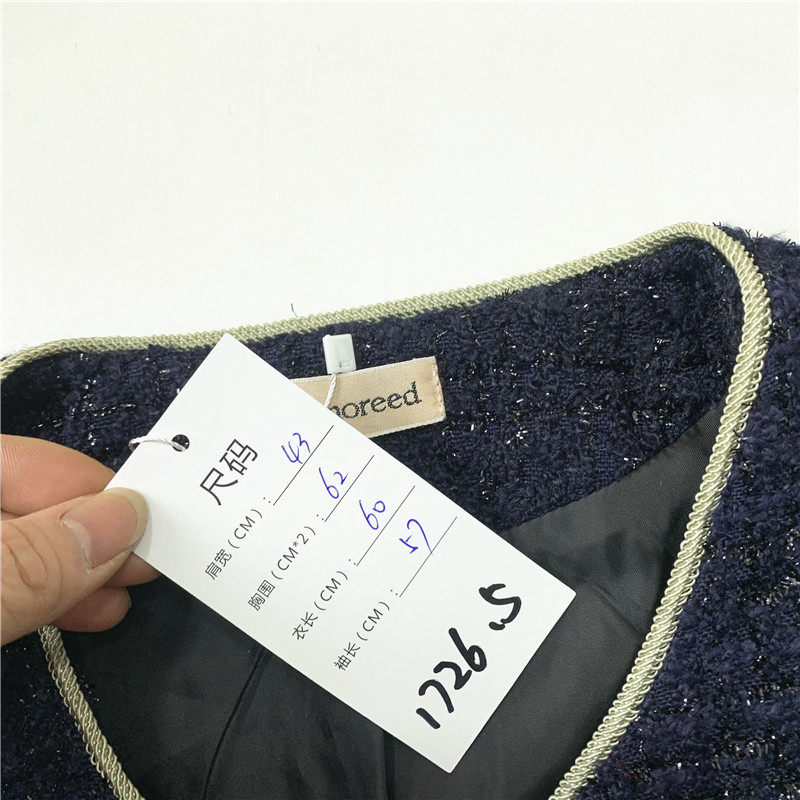 noreed
尺码
肩宽(CM): 43
胸围(CM*2): 62
衣长(CM): 60
袖长(CM): 57
1726.5